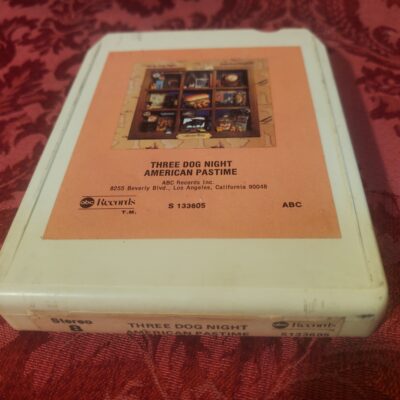 THREE DOG NIGHT
AMERICAN PASTIME
ABC Records Inc.
8255 Beverly Blvd., Los Angeles, California 90048
abc Records
T.M.
S 133805
ABC
Stereo
8
THREE DOG NIGHT
AMERICAN PASTIME
abc Records